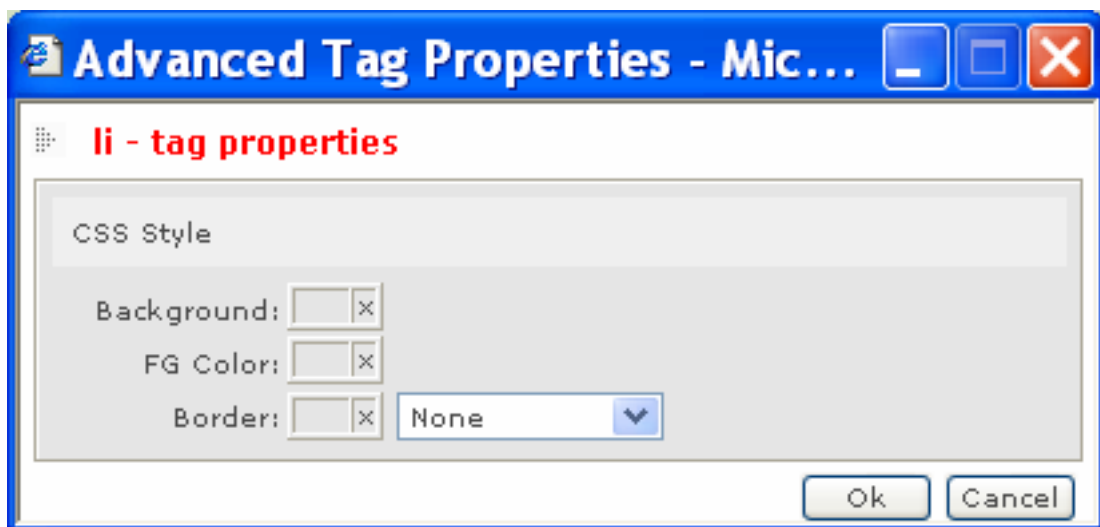 Advanced Tag Properties - Mic...
li - tag properties
CSS Style
Background: x
FG Color: x
Border: x None
Ok Cancel